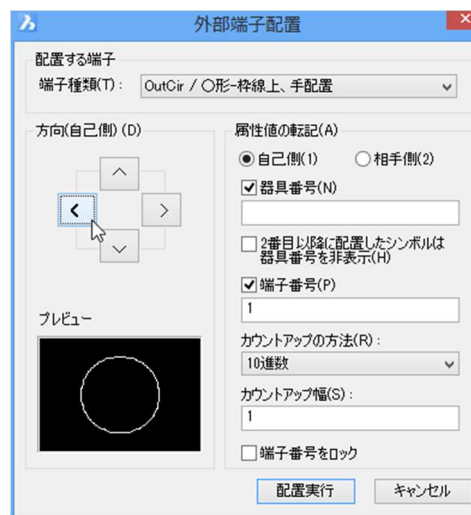 外部端子配置
配置する端子
端子種類(T):
OutCir / ○形-枠線上、手配置
方向(自己側) (D)
プレビュー
属性値の転記(A)
自己側(1)
相手側(2)
器具番号(N)
2番目以降に配置したシンボルは
器具番号を非表示(H)
端子番号(P)
1
カウントアップの方法(R):
10進数
カウントアップ幅(S):
1
端子番号をロック
配置実行
キャンセル